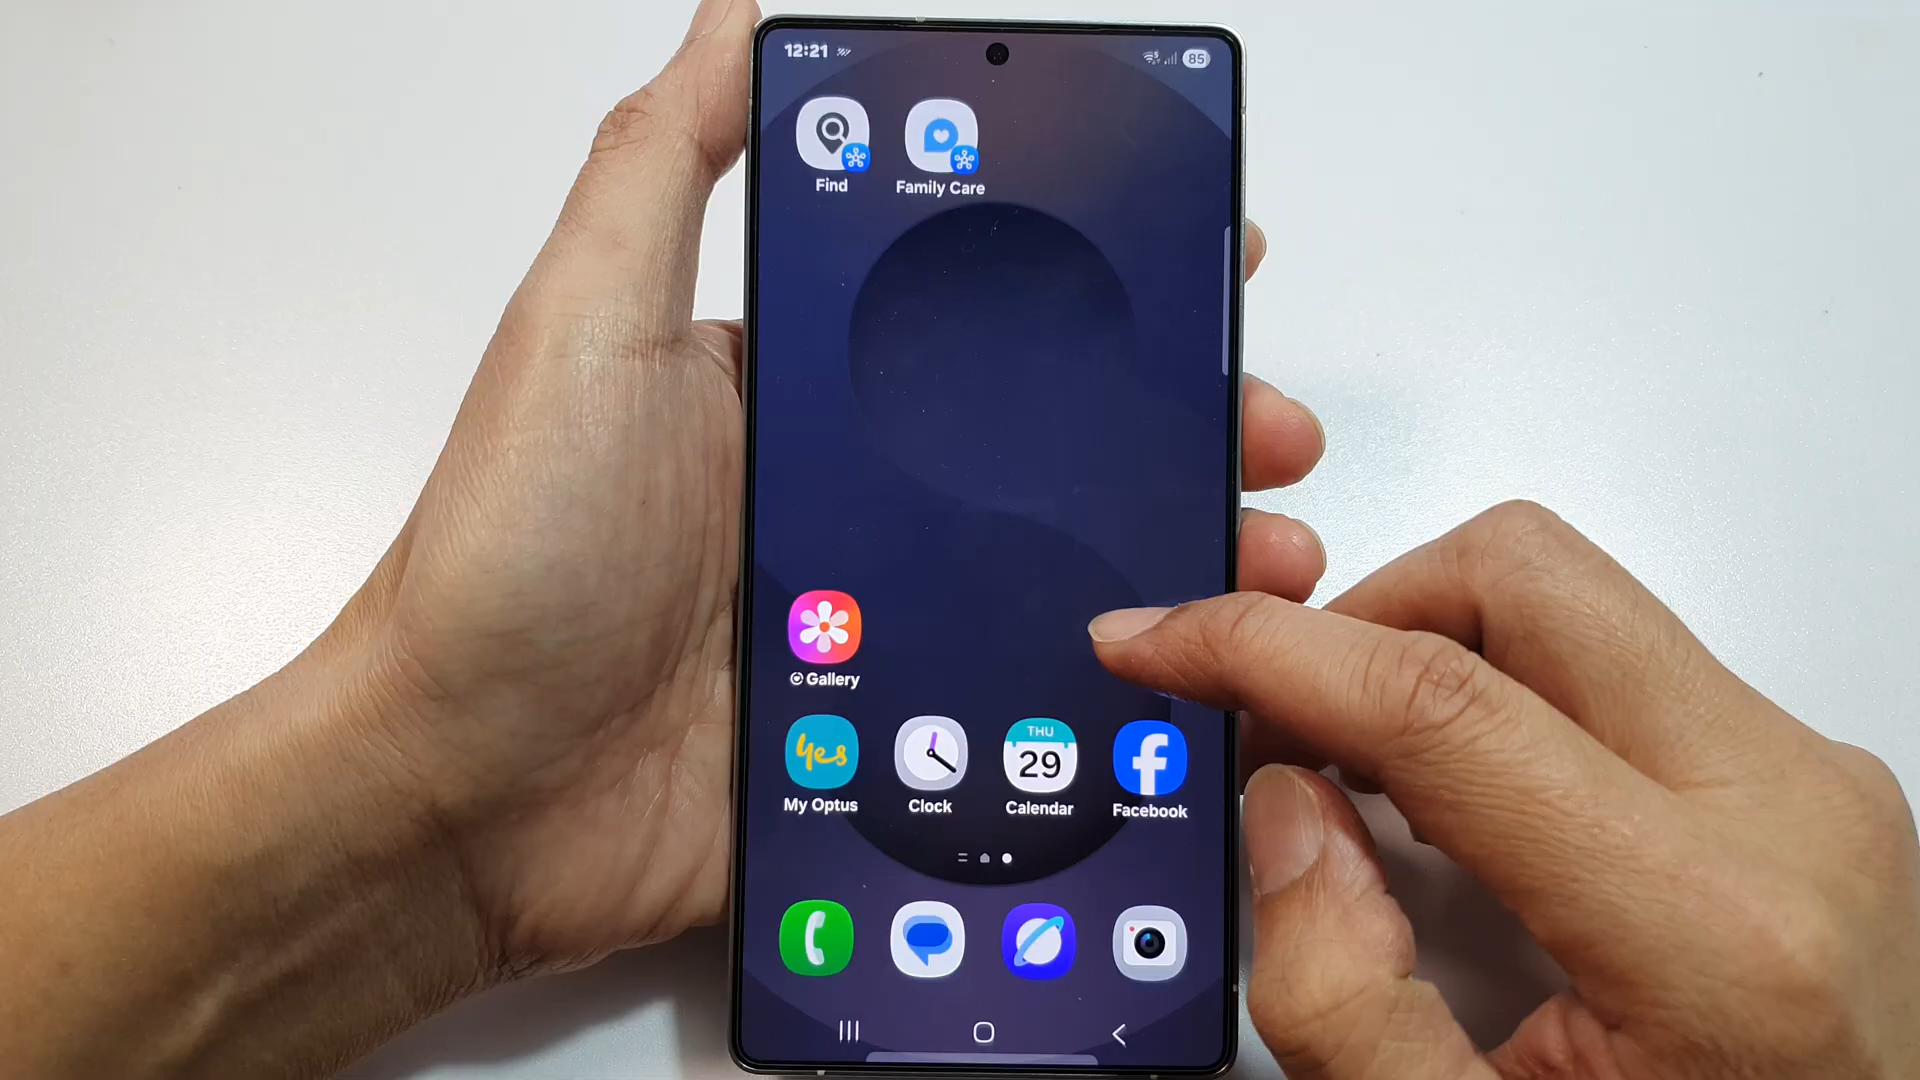 12:21
85
Find
Family Care
Gallery
yes
THU
29
My Optus
Clock
Calendar
Facebook